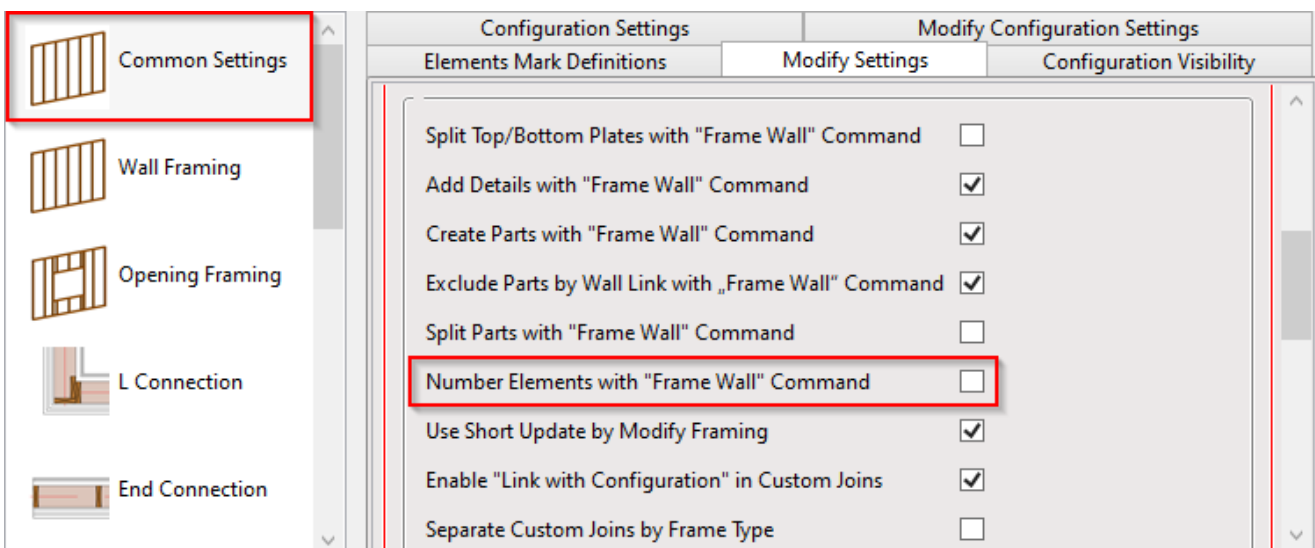 Common Settings
Wall Framing
Opening Framing
L Connection
End Connection
Configuration Settings
Modify Configuration Settings
Elements Mark Definitions
Modify Settings
Configuration Visibility
Split Top/Bottom Plates with "Frame Wall" Command
Add Details with "Frame Wall" Command
Create Parts with "Frame Wall" Command
Exclude Parts by Wall Link with „Frame Wall“ Command
Split Parts with "Frame Wall" Command
Number Elements with "Frame Wall" Command
Use Short Update by Modify Framing
Enable "Link with Configuration" in Custom Joins
Separate Custom Joins by Frame Type